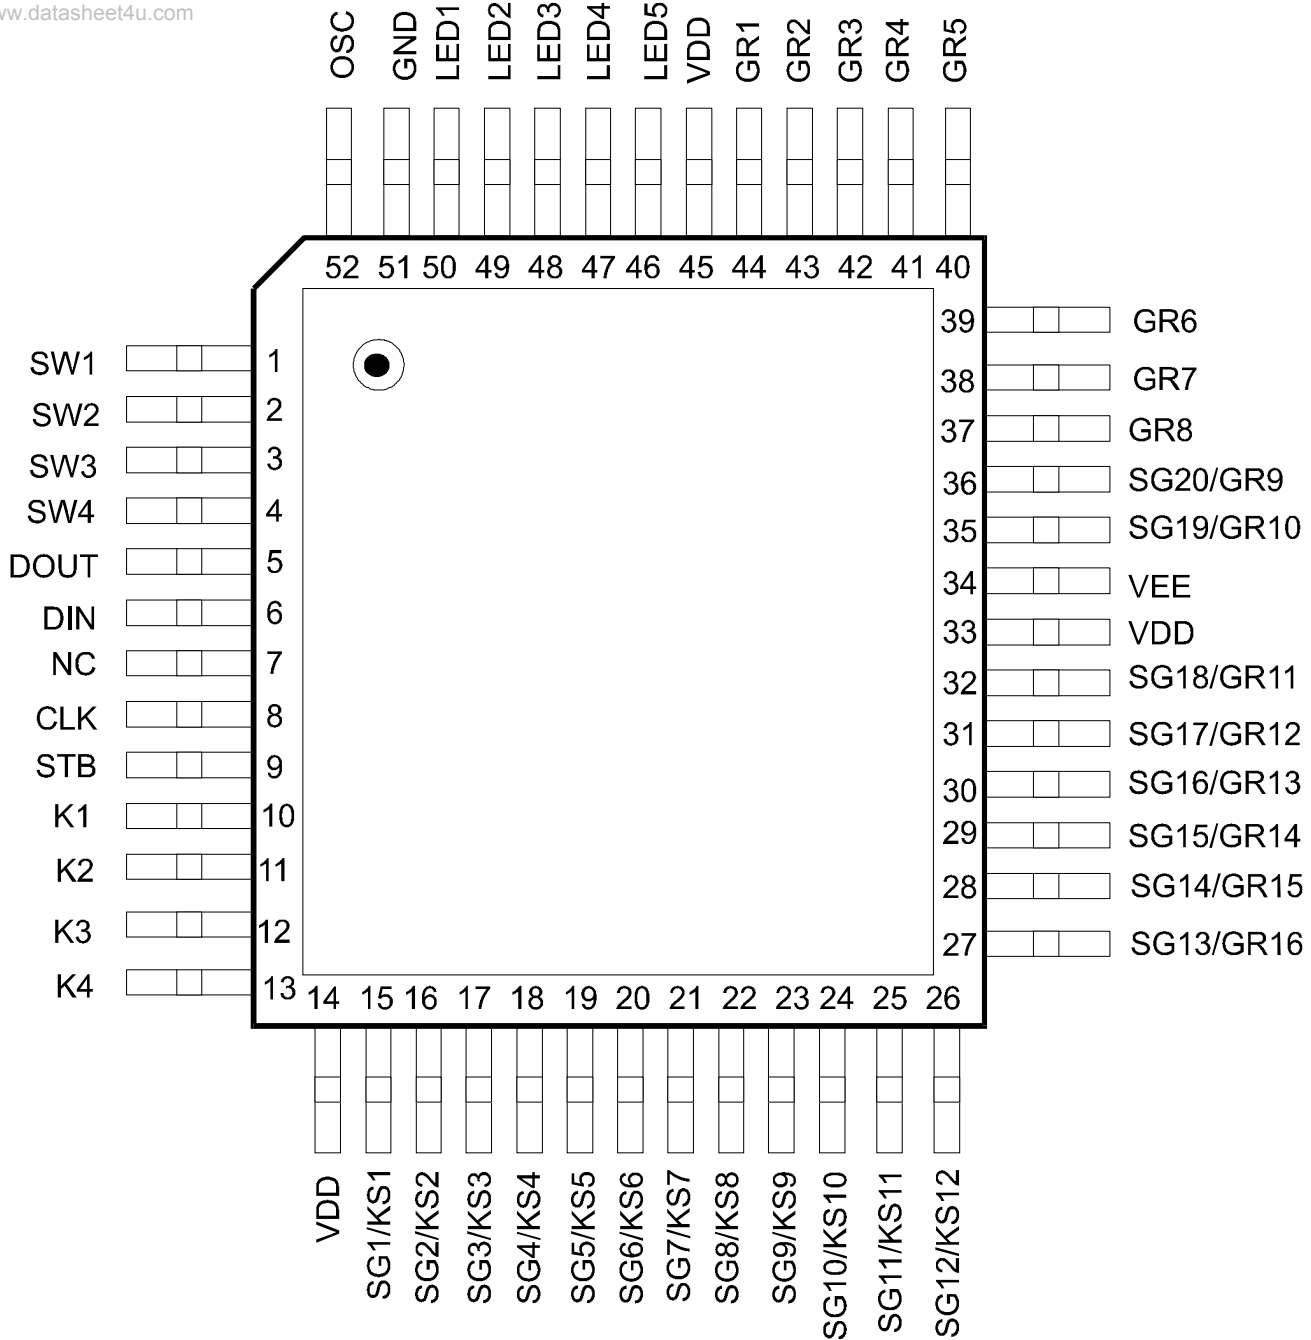 ww.datasheet4u.com
OSC
GND
LED1
LED2
LED3
LED4
LED5
VDD
GR1
GR2
GR3
GR4
GR5
52 51 50 49 48 47 46 45 44 43 42 41 40
SW1 1
SW2 2
SW3 3
SW4 4
DOUT 5
DIN 6
NC 7
CLK 8
STB 9
K1 10
K2 11
K3 12
K4 13
39 GR6
38 GR7
37 GR8
36 SG20/GR9
35 SG19/GR10
34 VEE
33 VDD
32 SG18/GR11
31 SG17/GR12
30 SG16/GR13
29 SG15/GR14
28 SG14/GR15
27 SG13/GR16
14 15 16 17 18 19 20 21 22 23 24 25 26
VDD
SG1/KS1
SG2/KS2
SG3/KS3
SG4/KS4
SG5/KS5
SG6/KS6
SG7/KS7
SG8/KS8
SG9/KS9
SG10/KS10
SG11/KS11
SG12/KS12